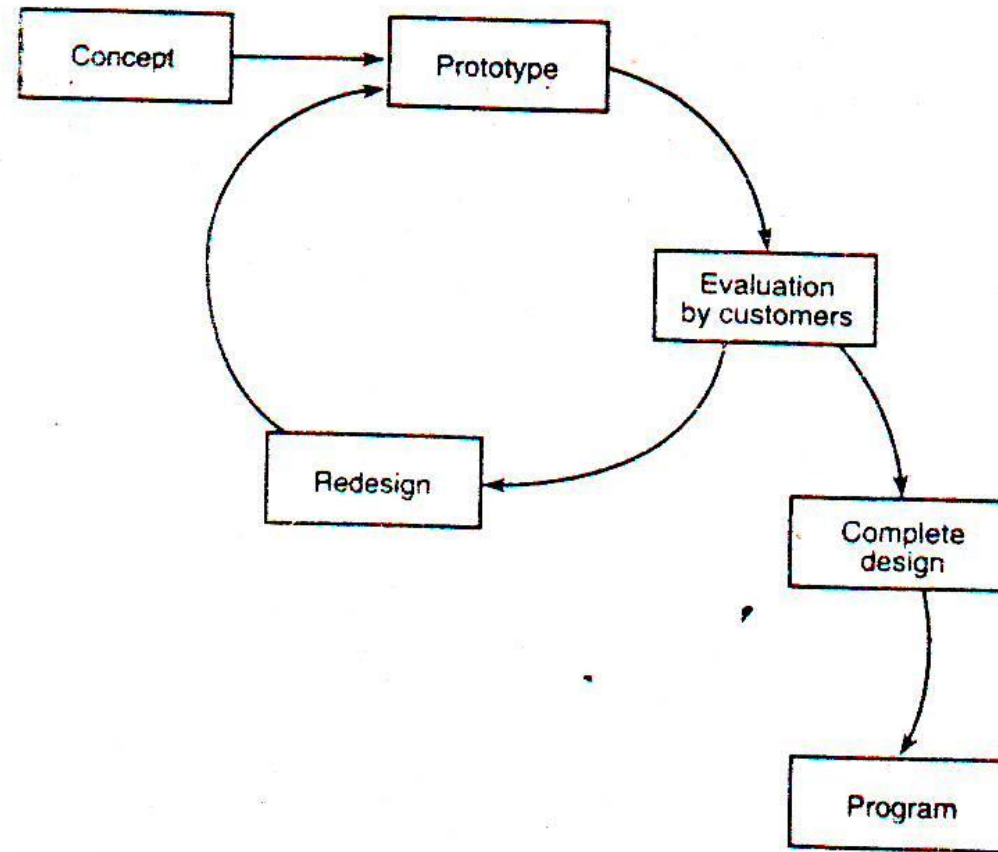 Concept
Prototype
Evaluation
by customers
Redesign
Complete
design
Program